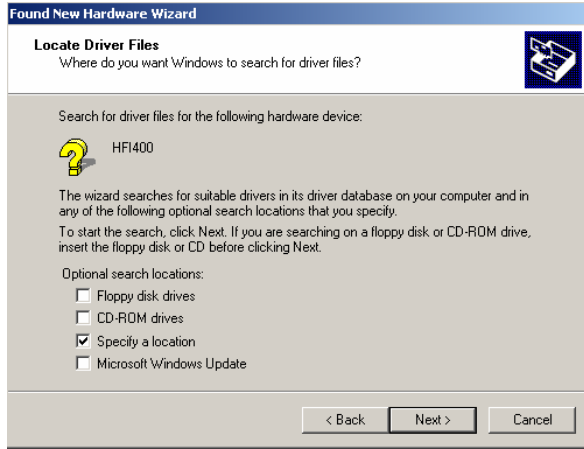 Found New Hardware Wizard
Locate Driver Files
Where do you want Windows to search for driver files?
Search for driver files for the following hardware device:
HFI400
The wizard searches for suitable drivers in its driver database on your computer and in
any of the following optional search locations that you specify.
To start the search, click Next. If you are searching on a floppy disk or CD-ROM drive,
insert the floppy disk or CD before clicking Next.
Optional search locations:
Floppy disk drives
CD-ROM drives
Specify a location
Microsoft Windows Update
< Back Next > Cancel